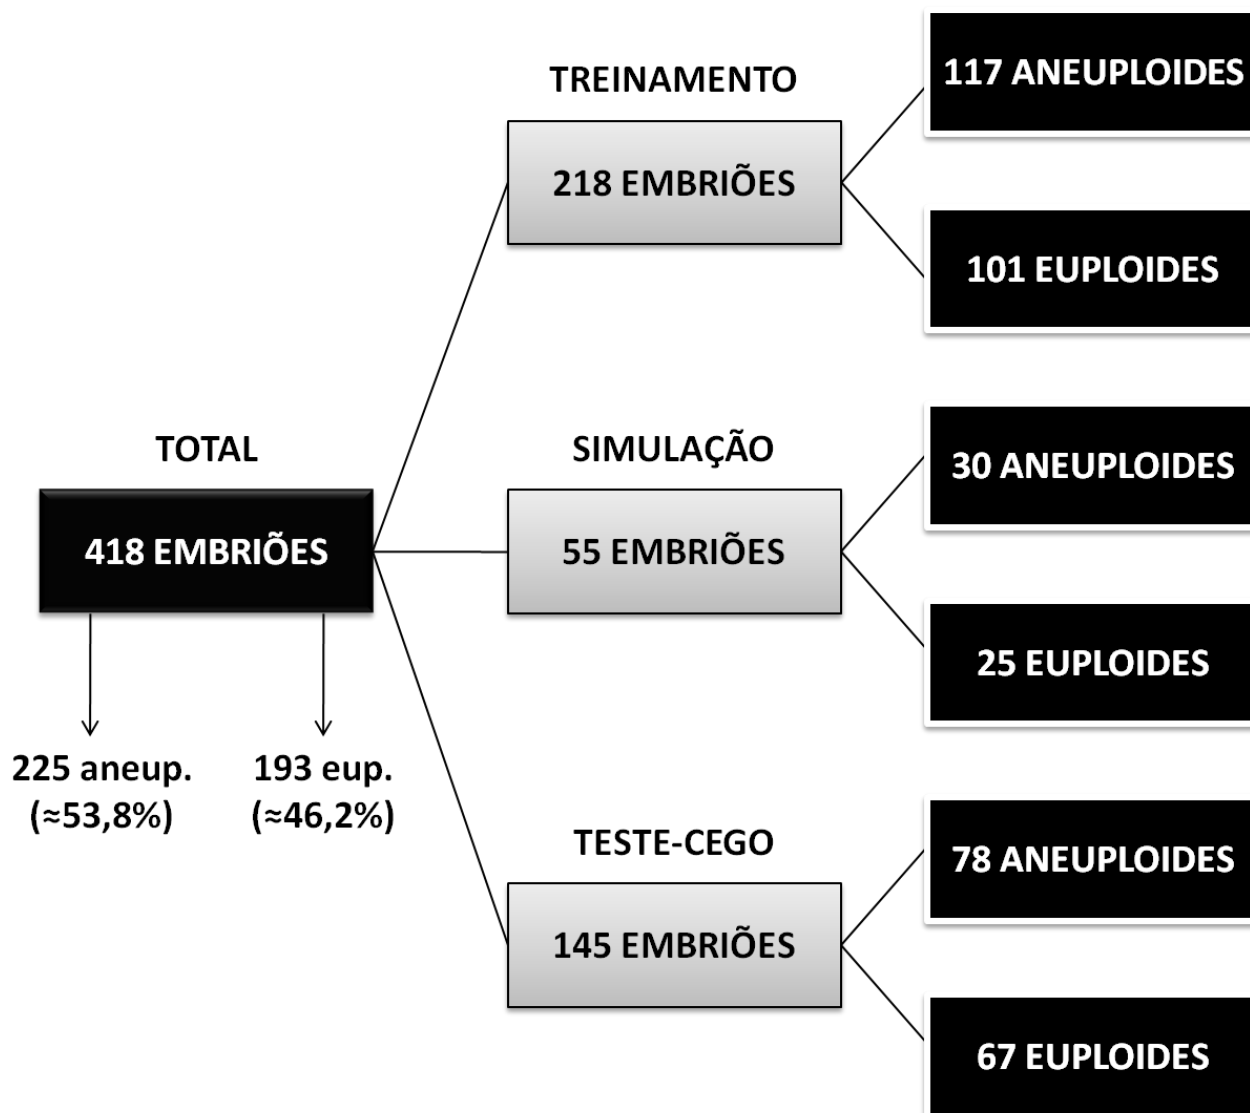 TOTAL
418 EMBRIÕES
225 aneup.
(≈53,8%)
193 eup.
(≈46,2%)
TREINAMENTO
218 EMBRIÕES
117 ANEUPLOIDES
101 EUPLOIDES
SIMULAÇÃO
55 EMBRIÕES
30 ANEUPLOIDES
25 EUPLOIDES
TESTE-CEGO
145 EMBRIÕES
78 ANEUPLOIDES
67 EUPLOIDES